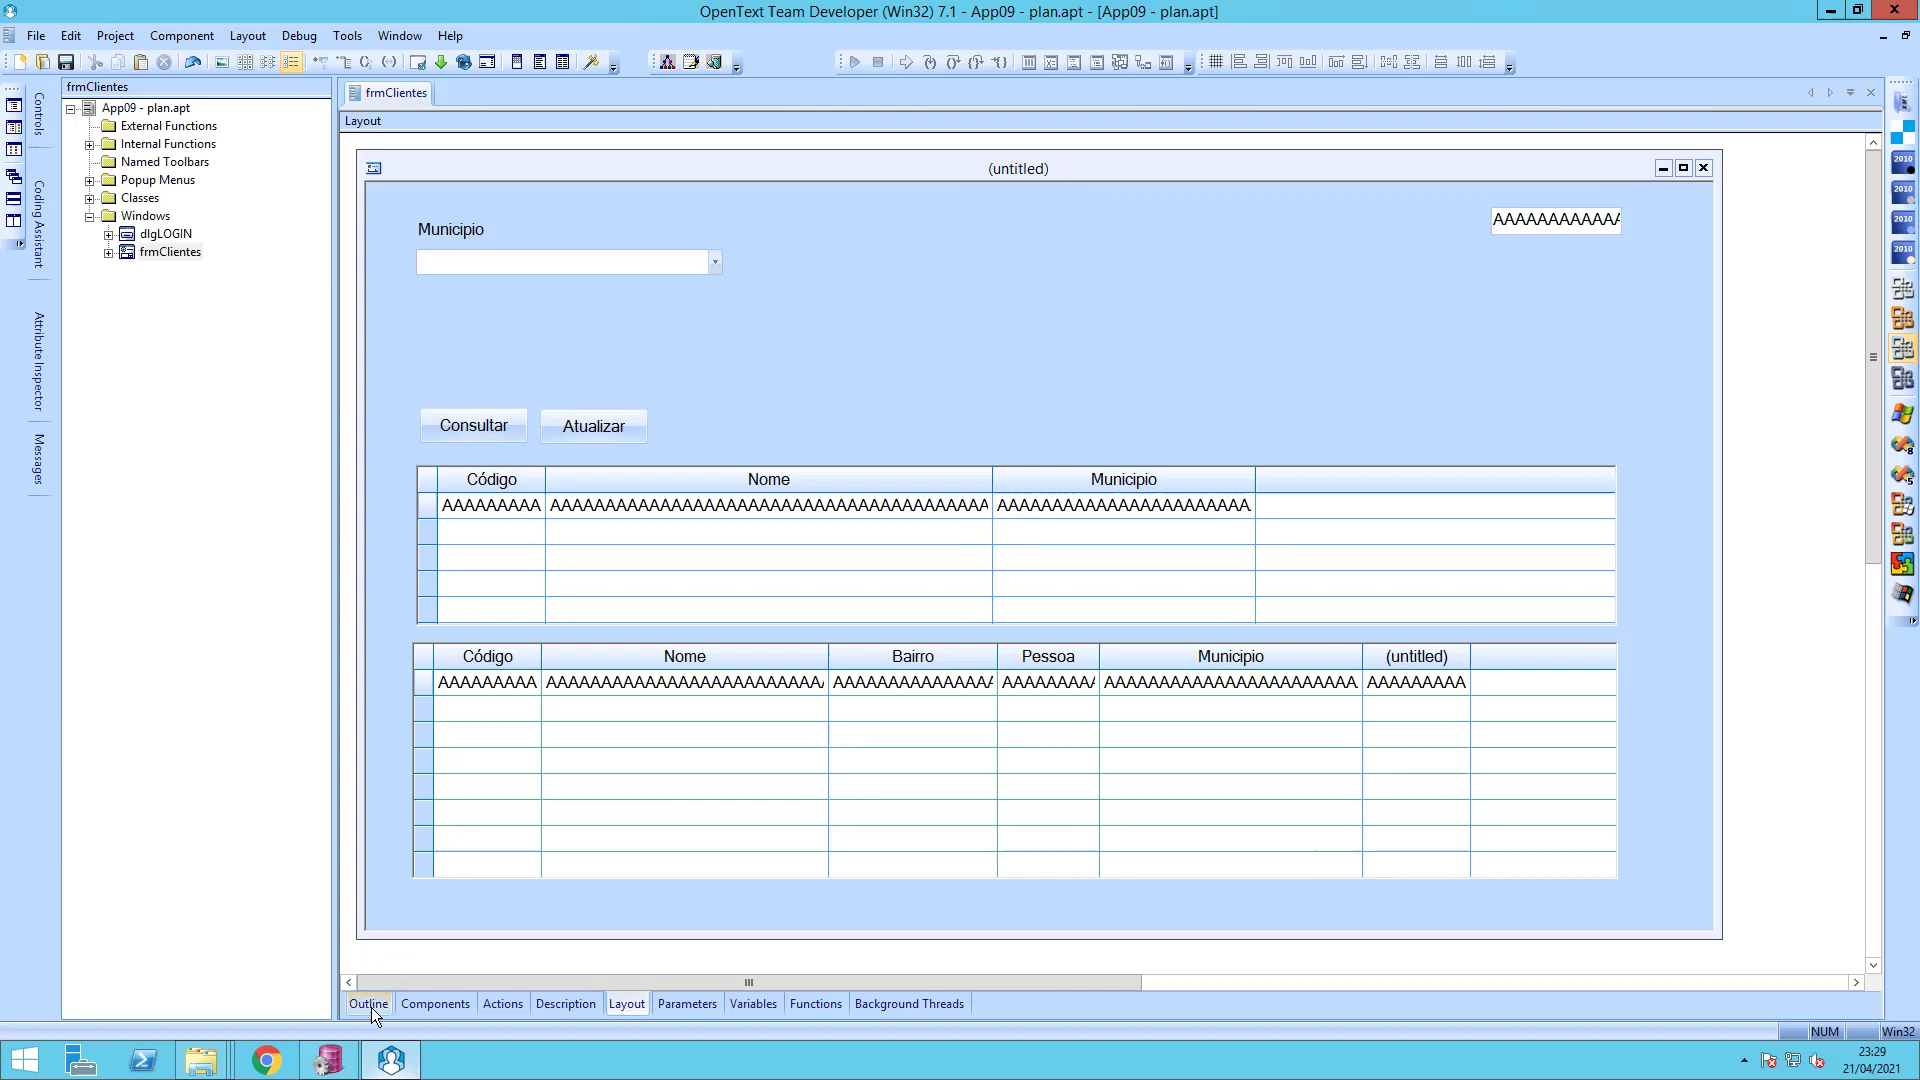 OpenText Team Developer (Win32) 7.1 - App09 - plan.apt - [App09 - plan.apt]
File Edit Project Component Layout Debug Tools Window Help
frmClientes
App09 - plan.apt
External Functions
Internal Functions
Named Toolbars
Popup Menus
Classes
Windows
dlgLOGIN
frmClientes
Controls
Coding Assistant
Attribute Inspector
Messages
frmClientes
Layout
(untitled)
Municipio
AAAAAAAAAAAA
Consultar Atualizar
Código Nome Municipio
AAAAAAAAA AAAAAAAAAAAAAAAAAAAAAAAAAAAAAAAAAAAAAAAA AAAAAAAAAAAAAAAAAAAAAAA
Código Nome Bairro Pessoa Municipio (untitled)
AAAAAAAAA AAAAAAAAAAAAAAAAAAAAAAAAA AAAAAAAAAAAAAAA AAAAAAAAA AAAAAAAAAAAAAAAAAAAAAAA AAAAAAAAA
Outline Components Actions Description Layout Parameters Variables Functions Background Threads
2010
2010
2010
2010
NUM Win32
23:29
21/04/2021